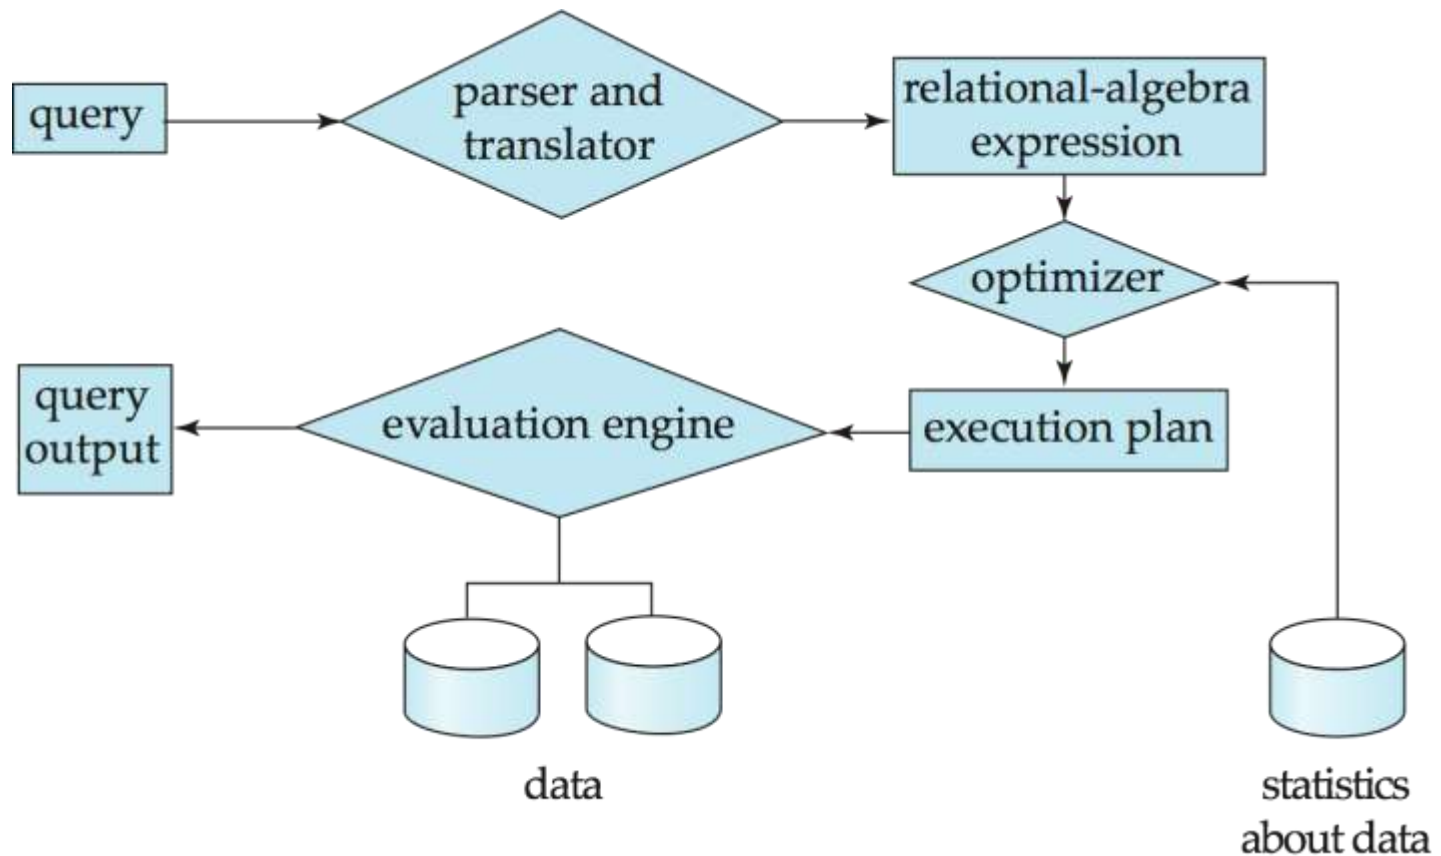 query
parser and
translator
relational-algebra
expression
optimizer
query
output
evaluation engine
execution plan
data
statistics
about data